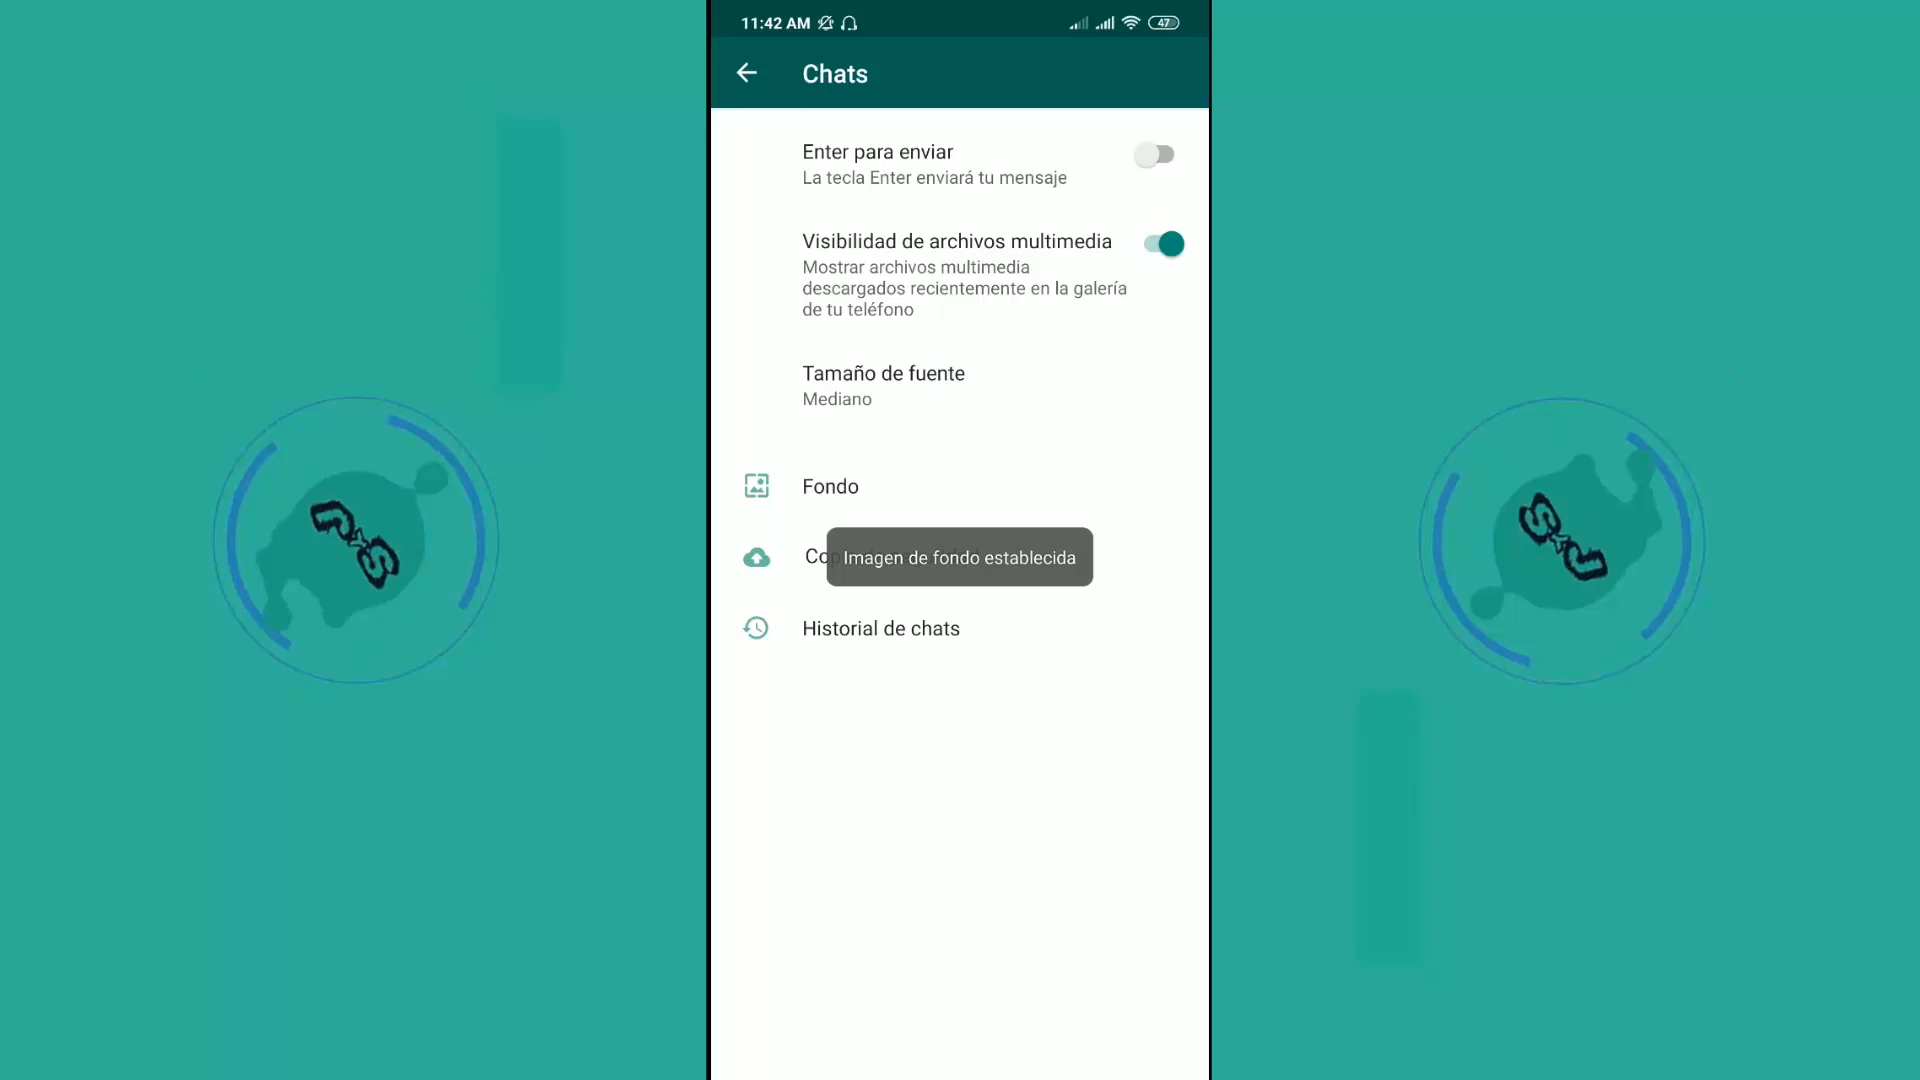 11:42 AM
47
Chats
Enter para enviar
La tecla Enter enviará tu mensaje
Visibilidad de archivos multimedia
Mostrar archivos multimedia
descargados recientemente en la galería
de tu teléfono
Tamaño de fuente
Mediano
Fondo
Imagen de fondo establecida
Historial de chats